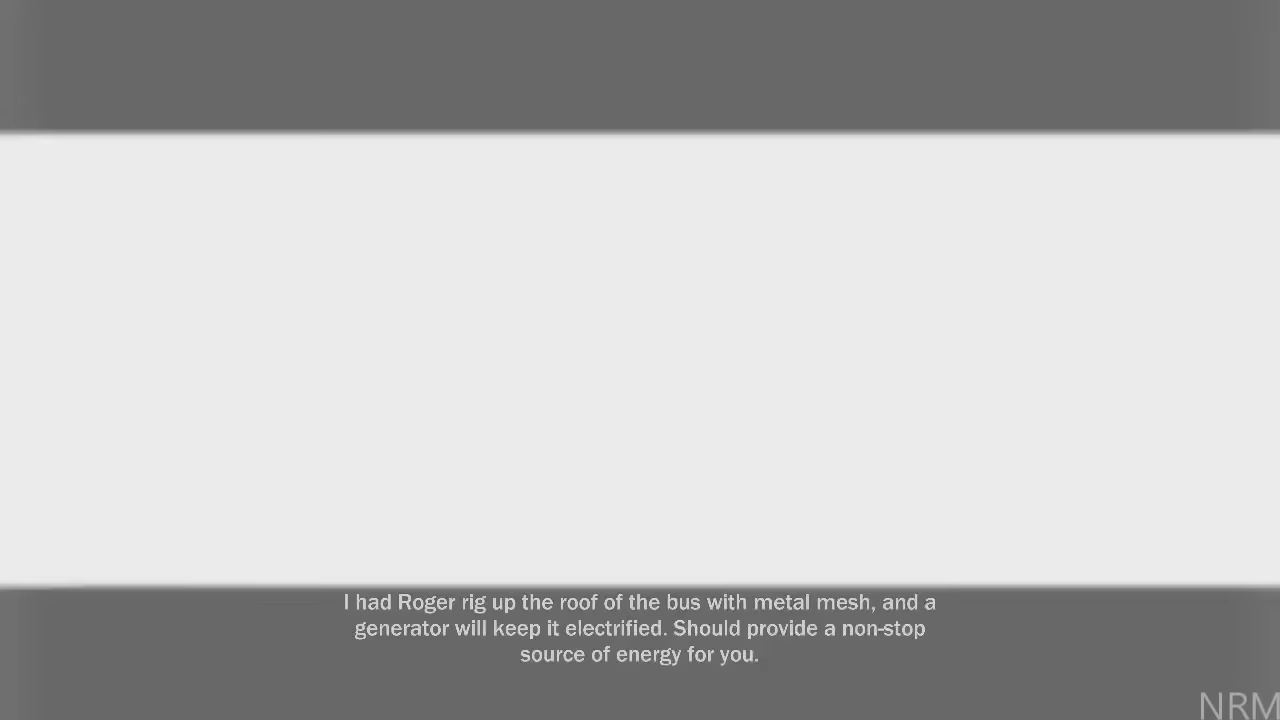 I had Roger rig up the roof of the bus with metal mesh, and a
generator will keep it electrified. Should provide a non-stop
source of energy for you.
NRM